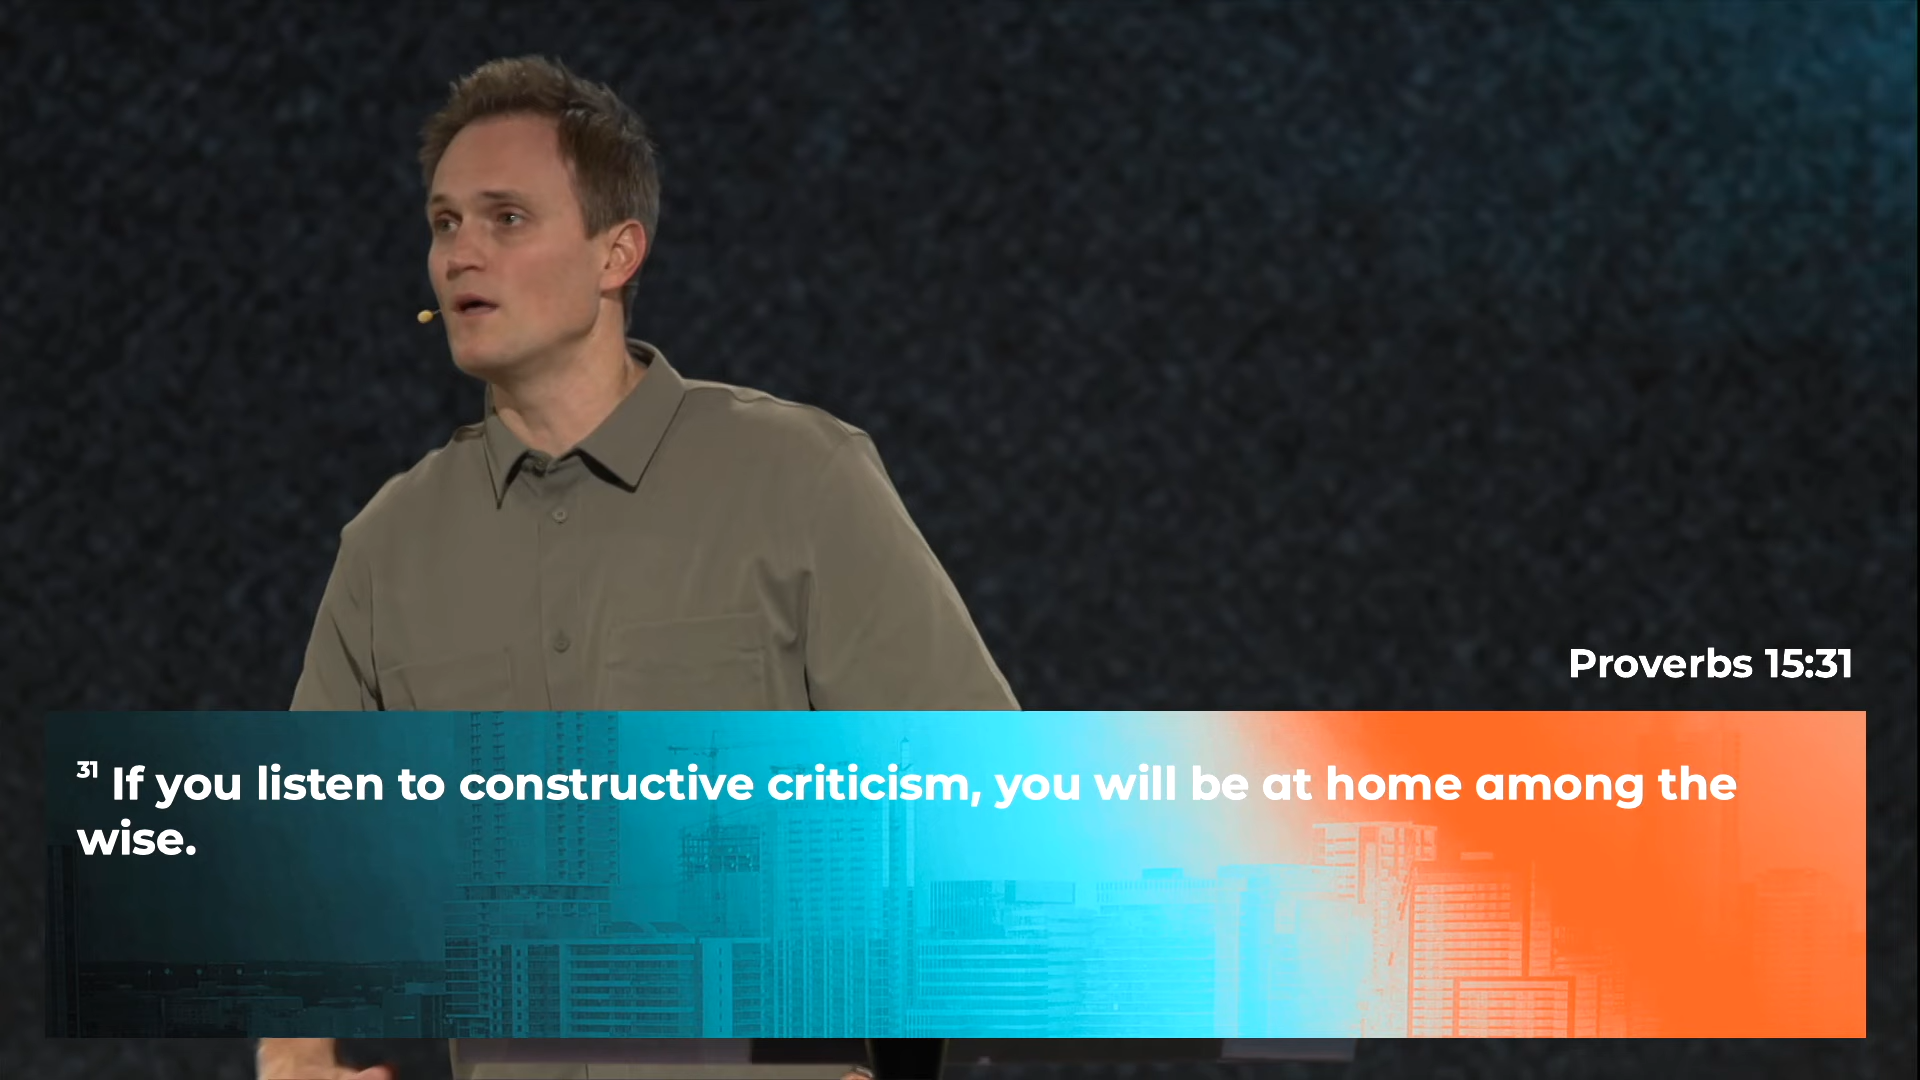 Proverbs 15:31
31 If you listen to constructive criticism, you will be at home among the
wise.